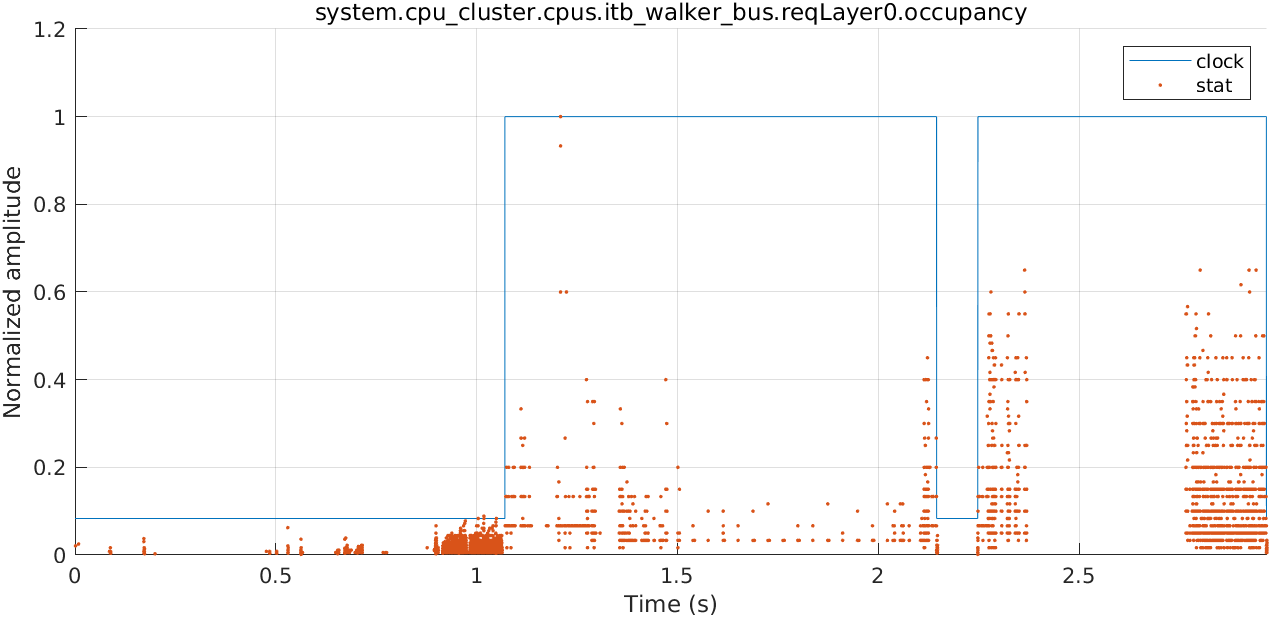 system.cpu_cluster.cpus.itb_walker_bus.reqLayer0.occupancy
1.2
1
0.8
0.6
0.4
0.2
0
Normalized amplitude
clock
stat
0
0.5
1
1.5
2
2.5
Time (s)